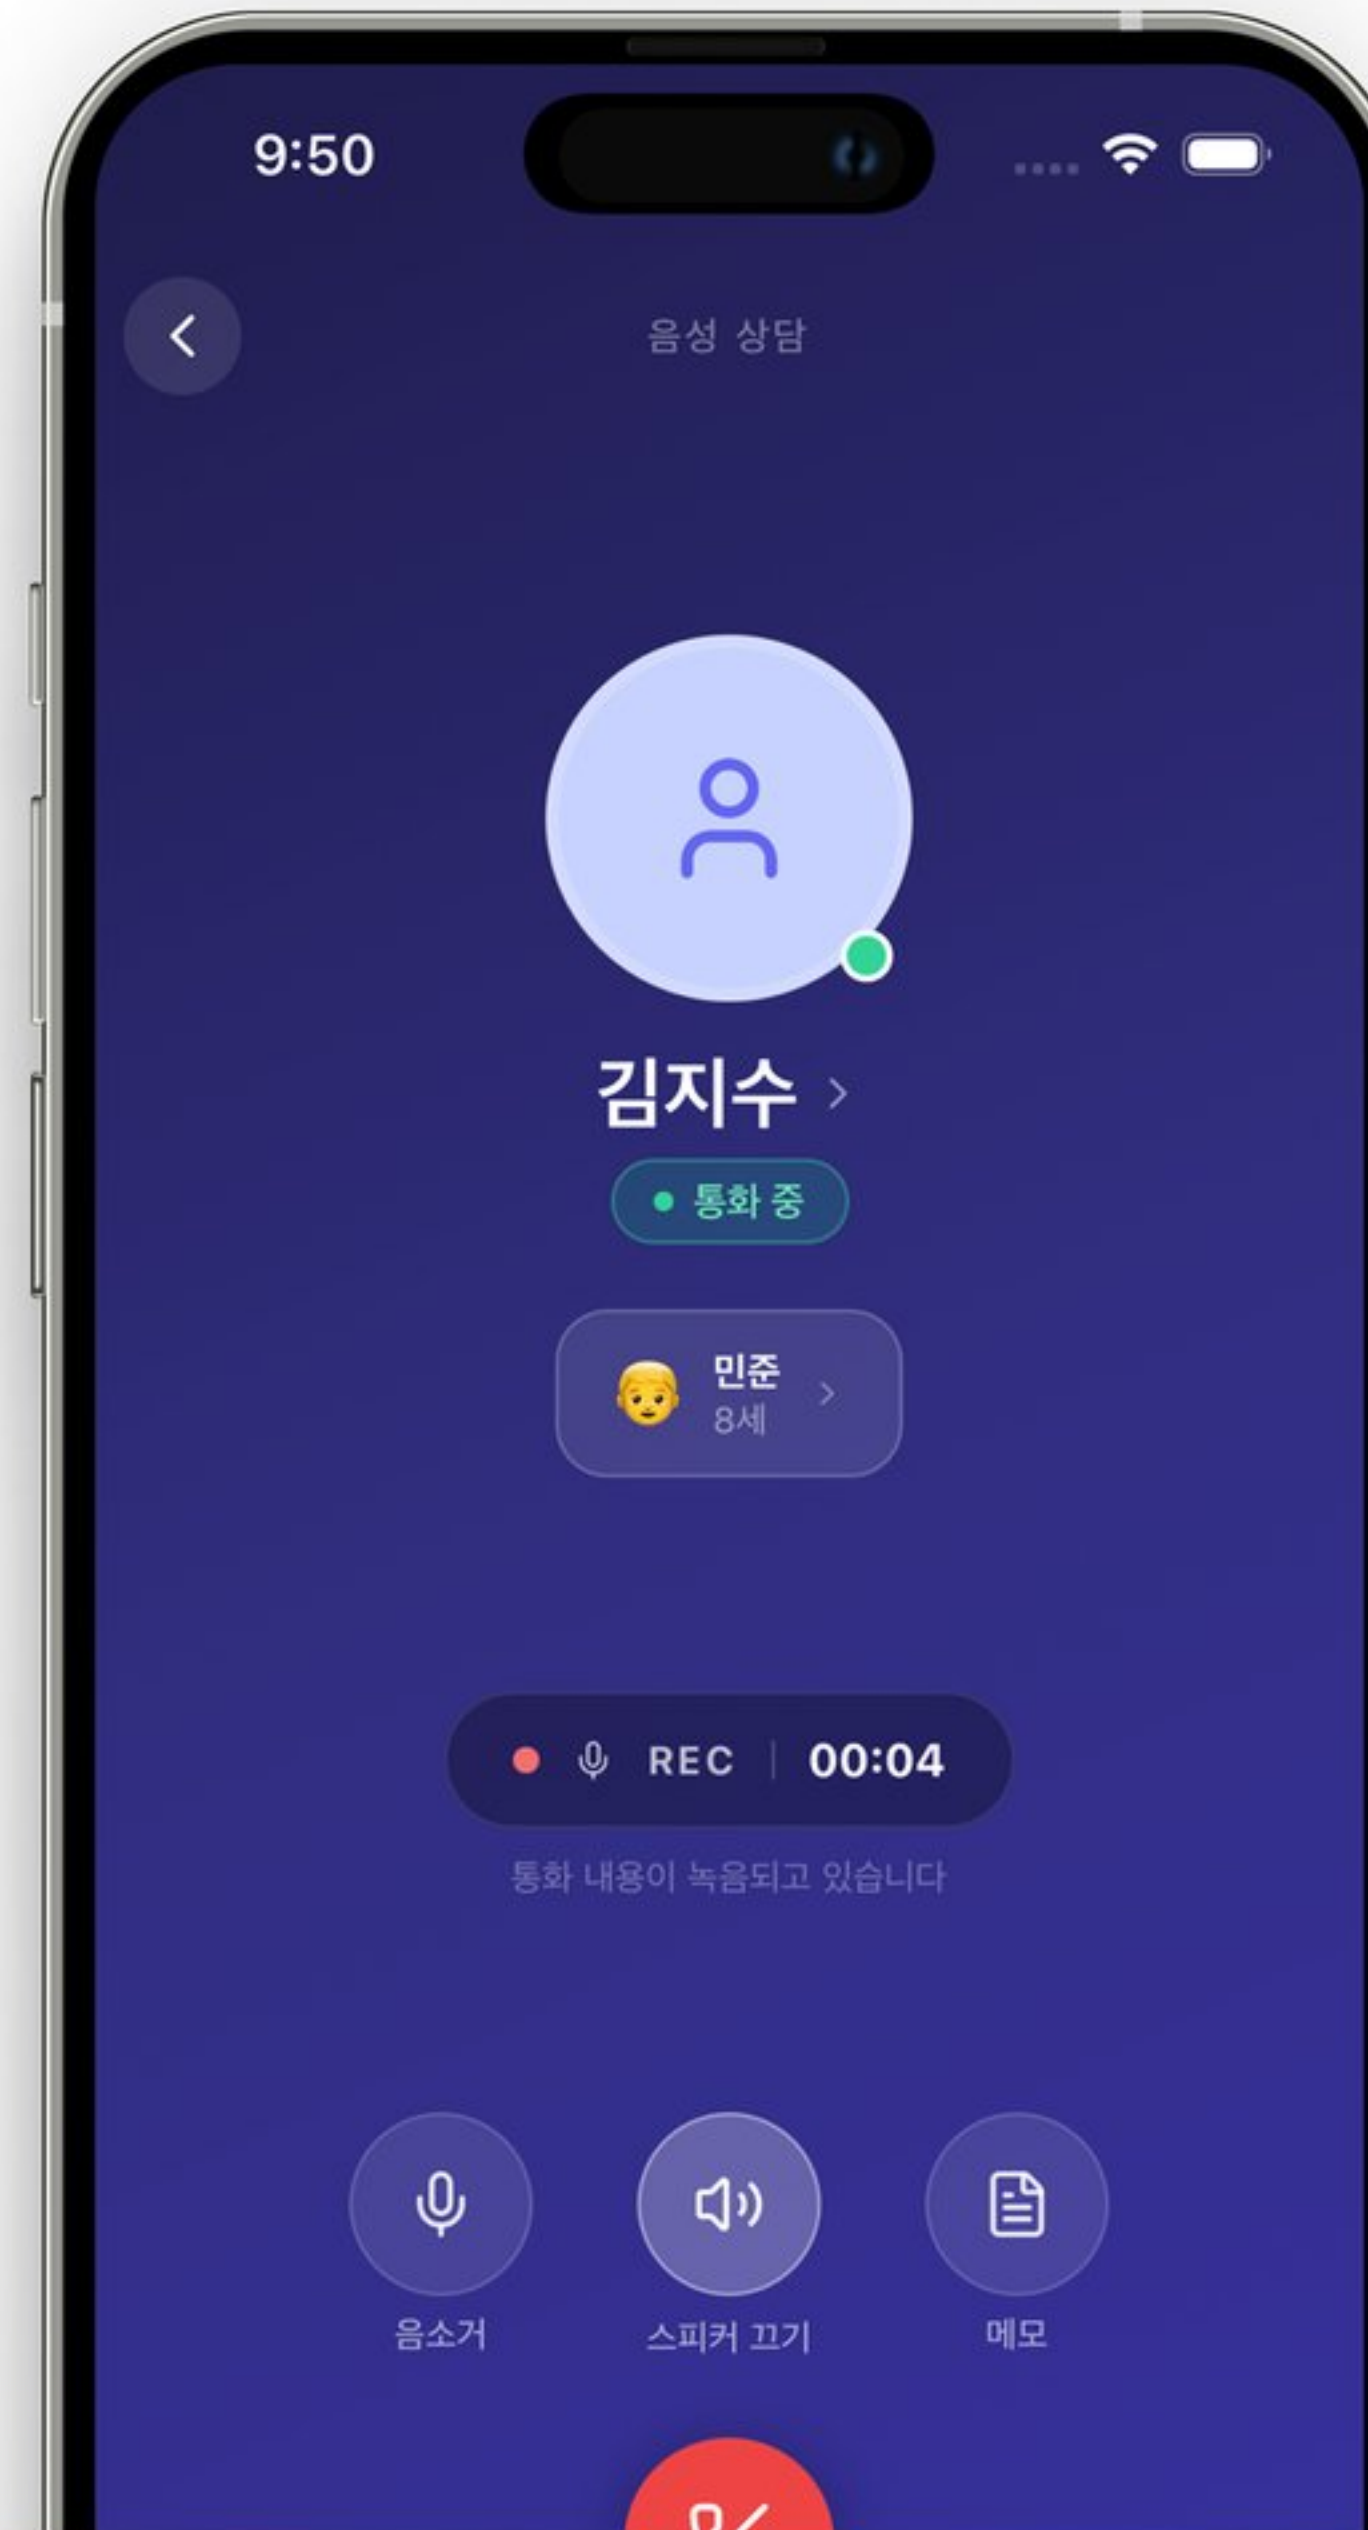 9:50
음성 상담
김지수
통화 중
민준
8세
REC 00:04
통화 내용이 녹음되고 있습니다
음소거
스피커 끄기
메모